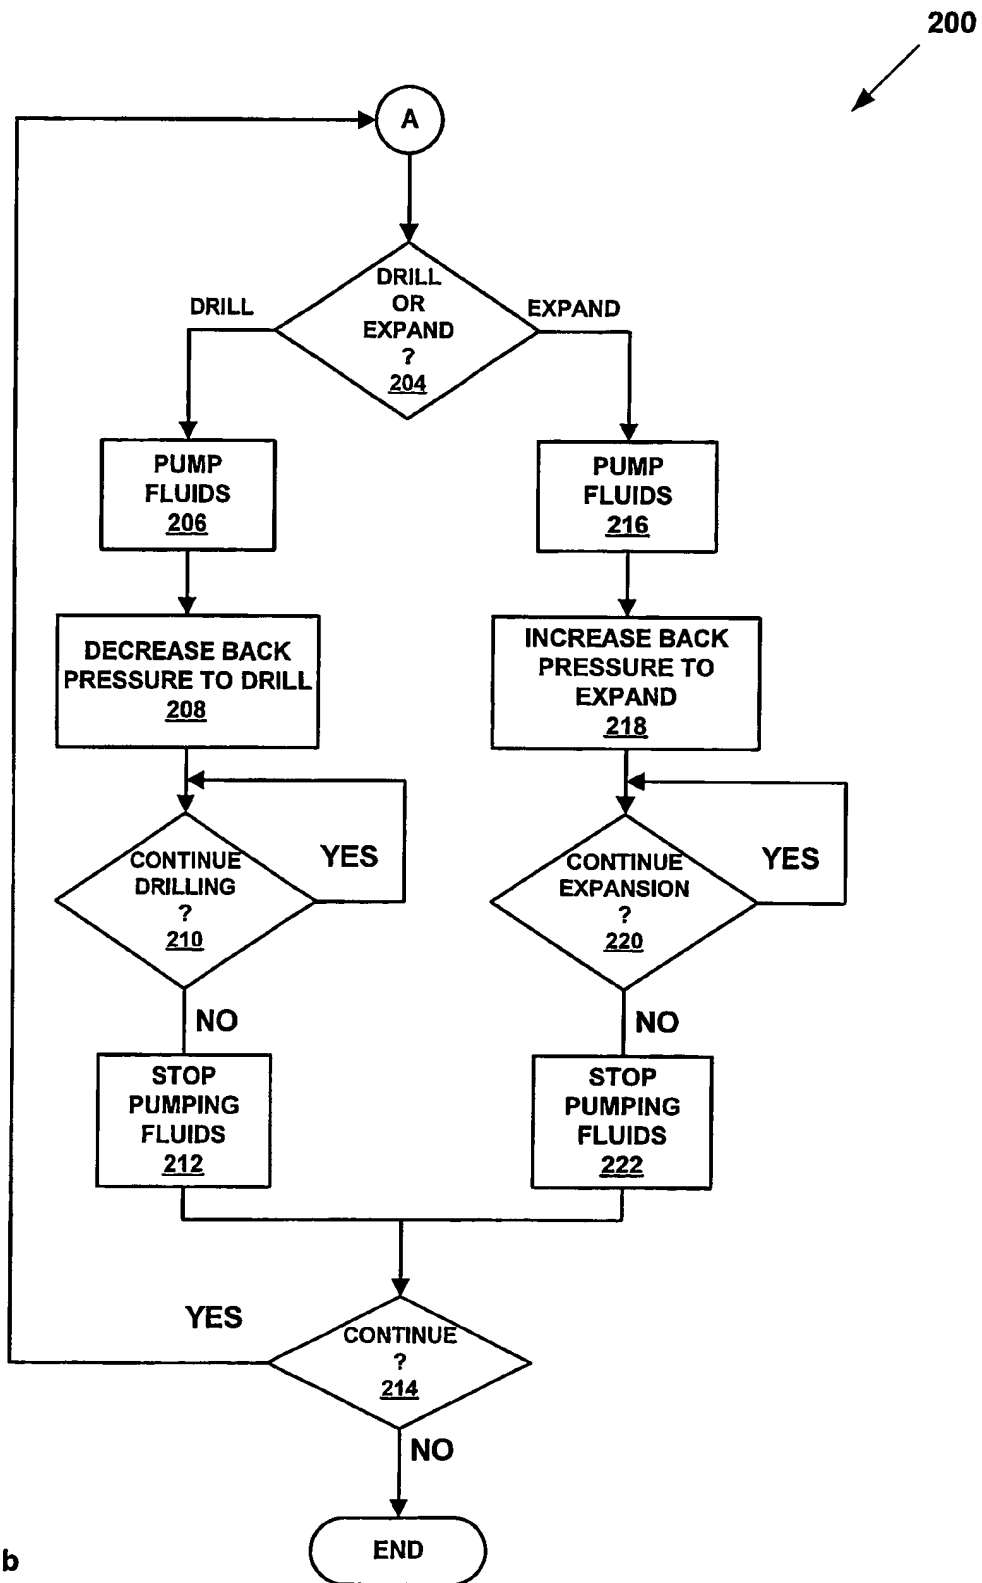 200
A
DRILL
OR
EXPAND
?
204
DRILL
EXPAND
PUMP
FLUIDS
206
PUMP
FLUIDS
216
DECREASE BACK
PRESSURE TO DRILL
208
INCREASE BACK
PRESSURE TO
EXPAND
218
CONTINUE
DRILLING
?
210
YES
CONTINUE
EXPANSION
?
220
YES
NO
NO
STOP
PUMPING
FLUIDS
212
STOP
PUMPING
FLUIDS
222
YES
CONTINUE
?
214
NO
END
b